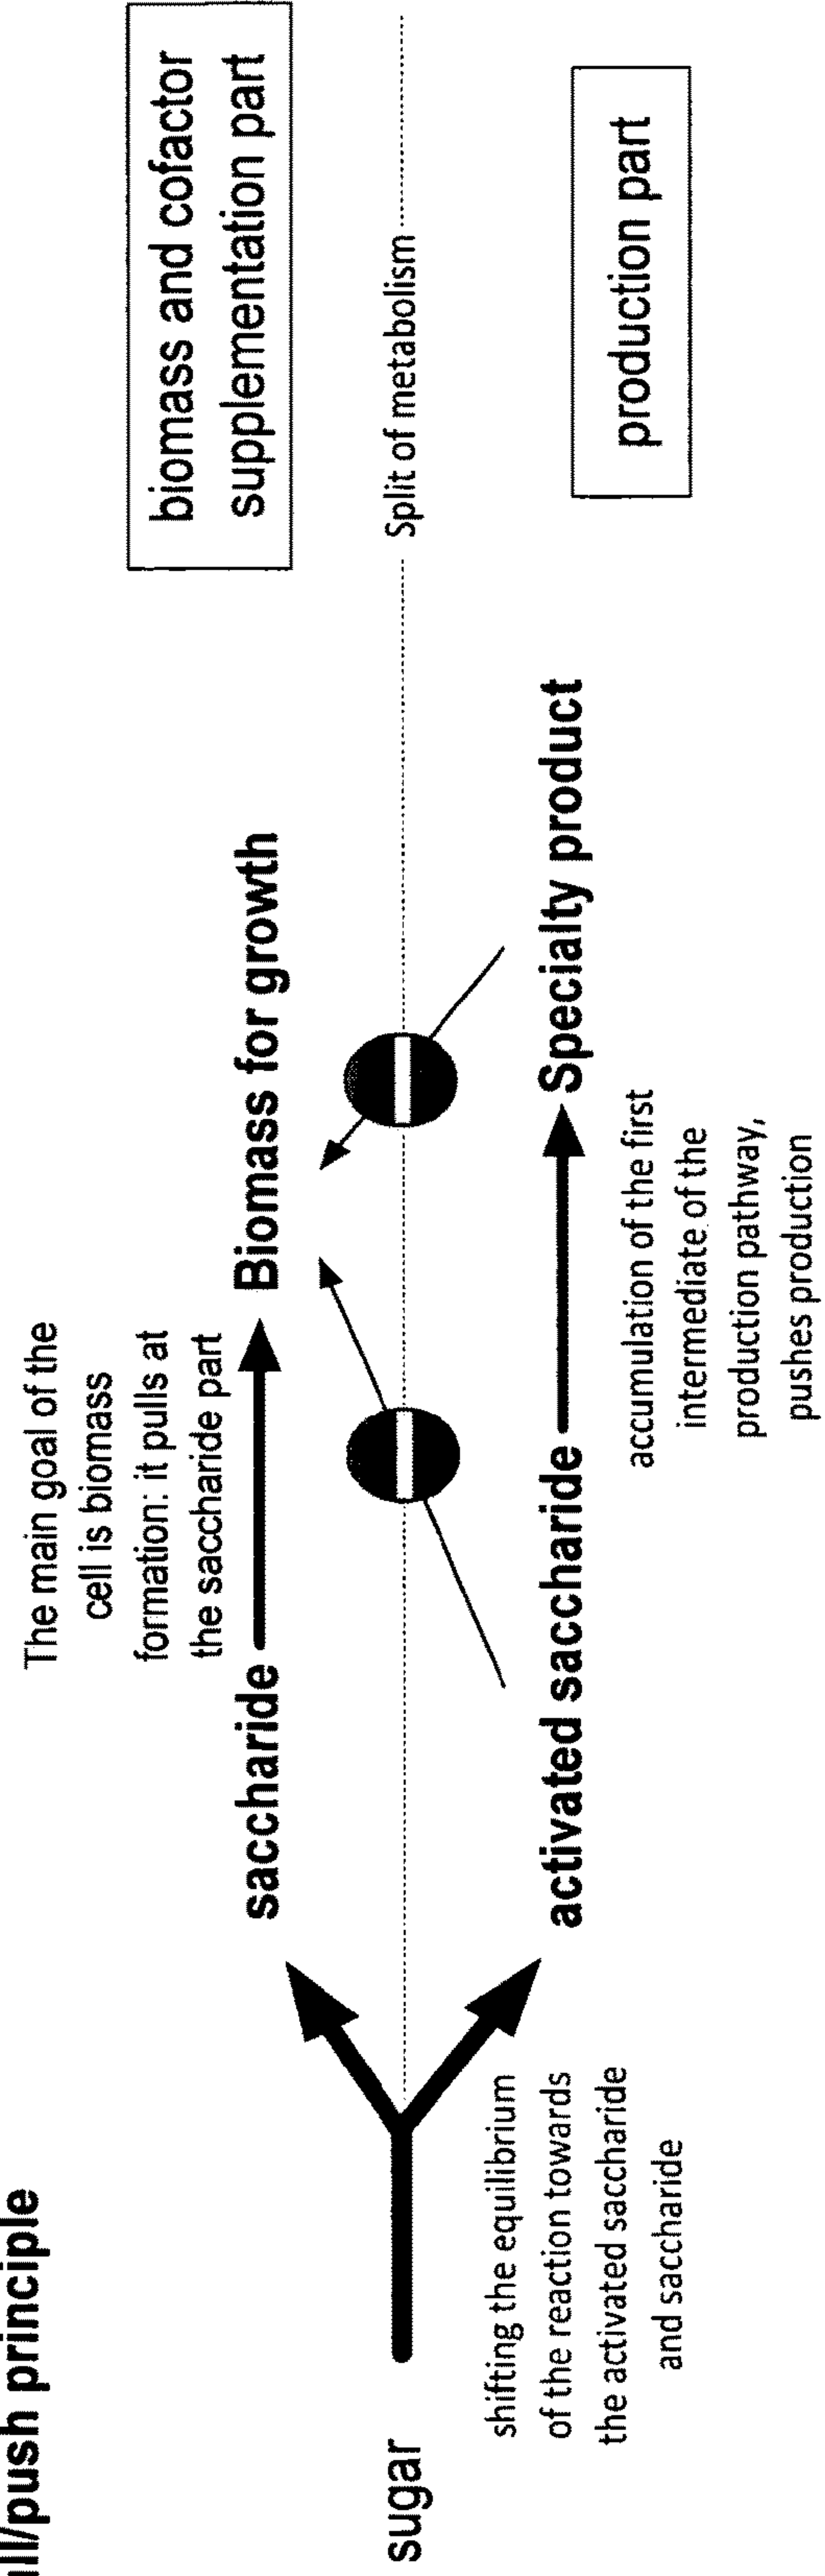 ll/push principle
The main goal of the
cell is biomass
formation: it pulls at
the saccharide part
biomass and cofactor
supplementation part
saccharide
Biomass for growth
sugar
Split of metabolism
shifting the equilibrium
of the reaction towards
the activated saccharide
and saccharide
activated saccharide
Specialty product
production part
accumulation of the first
intermediate of the
production pathway,
pushes production